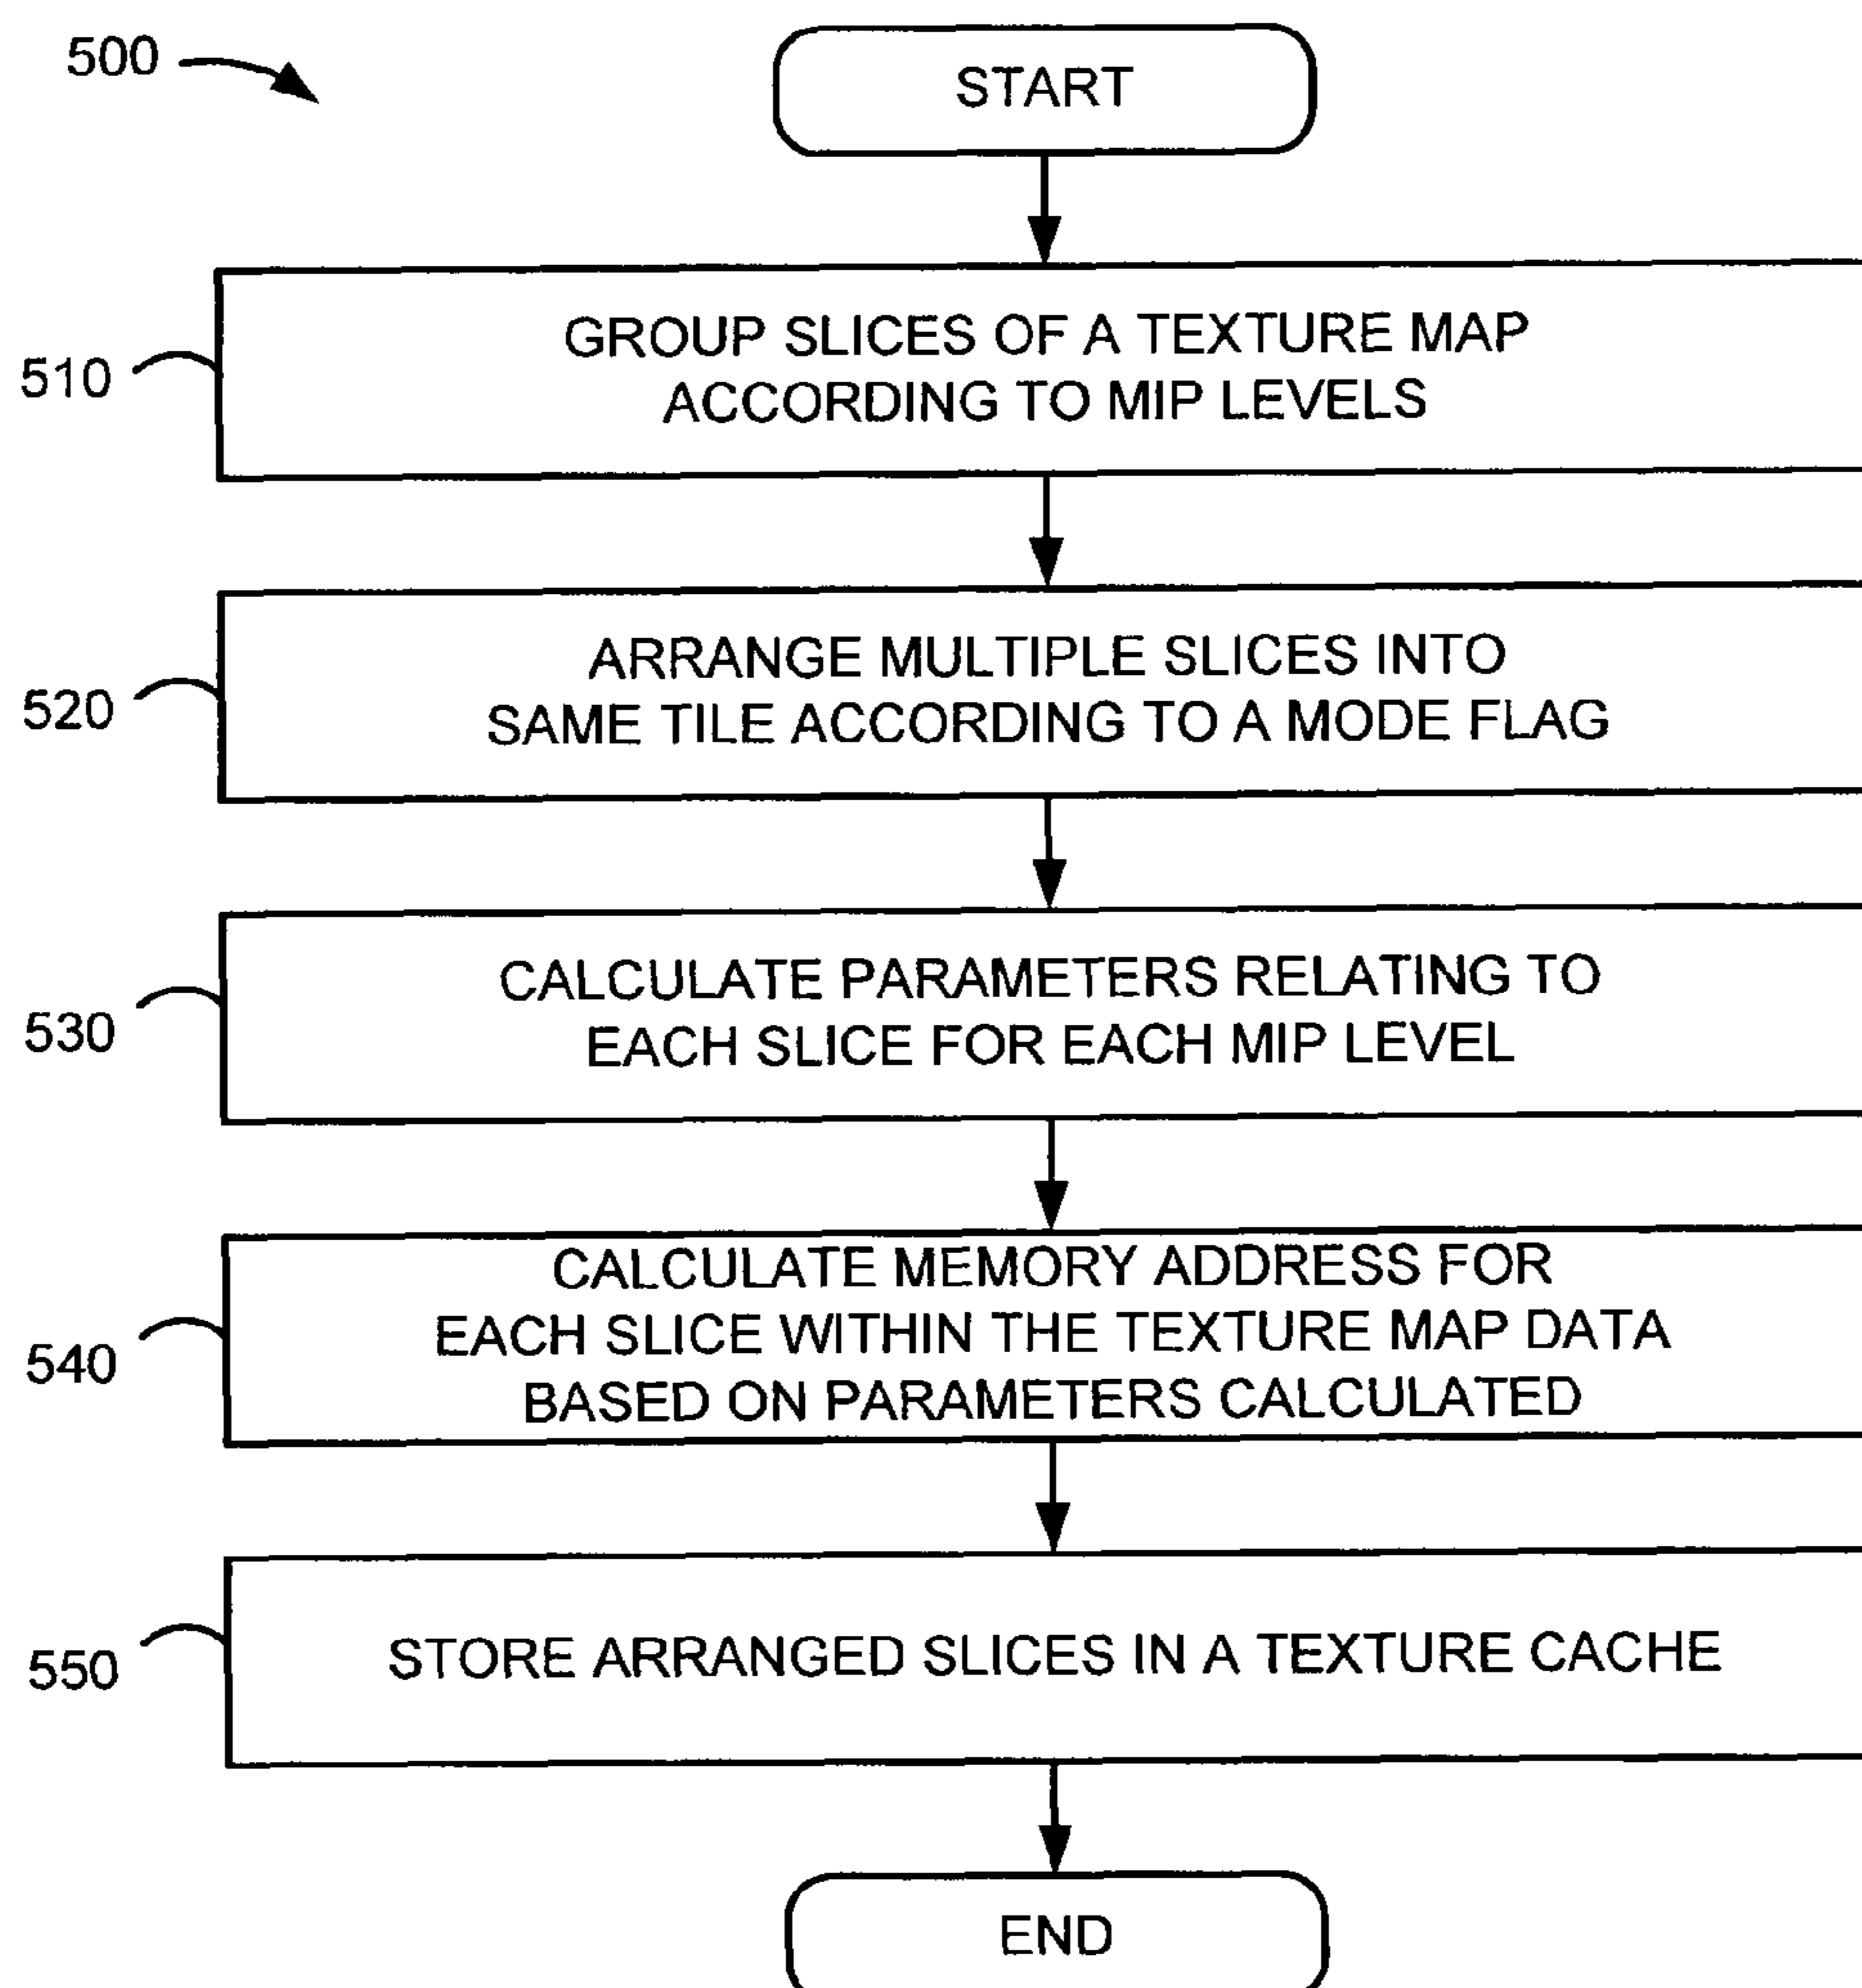 500
START
510
GROUP SLICES OF A TEXTURE MAP
ACCORDING TO MIP LEVELS
520
ARRANGE MULTIPLE SLICES INTO
SAME TILE ACCORDING TO A MODE FLAG
530
CALCULATE PARAMETERS RELATING TO
EACH SLICE FOR EACH MIP LEVEL
540
CALCULATE MEMORY ADDRESS FOR
EACH SLICE WITHIN THE TEXTURE MAP DATA
BASED ON PARAMETERS CALCULATED
550
STORE ARRANGED SLICES IN A TEXTURE CACHE
END